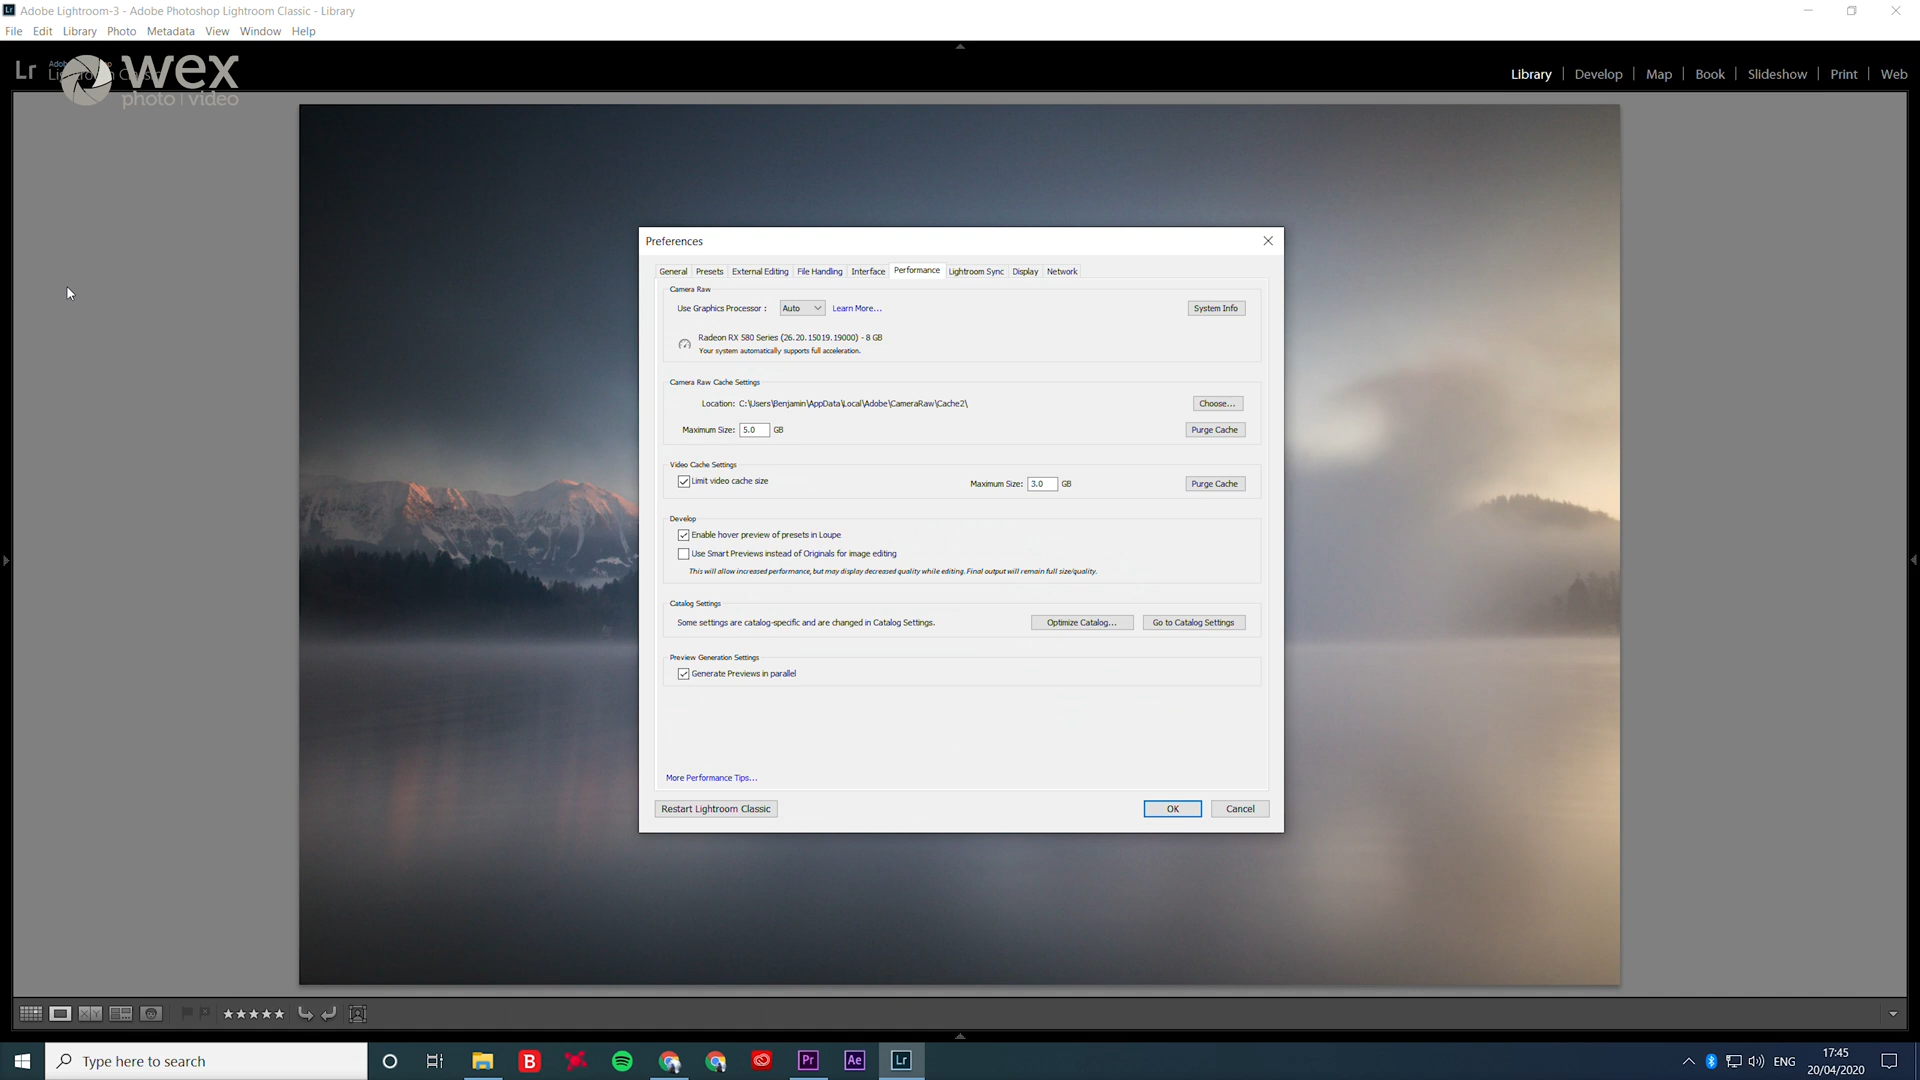 Adobe Lightroom-3 - Adobe Photoshop Lightroom Classic - Library
File Edit Library Photo Metadata View Window Help
Lr
wex
photo | video
Library | Develop | Map | Book | Slideshow | Print | Web
Preferences
General Presets External Editing File Handling Interface Performance Lightroom Sync Display Network
Camera Raw
Use Graphics Processor : Auto Learn More... System Info
Radeon RX 580 Series (26.20.15019.19000) - 8 GB
Your system automatically supports full acceleration.
Camera Raw Cache Settings
Location: C:\Users\Benjamin\AppData\Local\Adobe\CameraRaw\Cache2\ Choose...
Maximum Size: 5.0 GB Purge Cache
Video Cache Settings
Limit video cache size Maximum Size: 3.0 GB Purge Cache
Develop
Enable hover preview of presets in Loupe
Use Smart Previews instead of Originals for image editing
This will allow increased performance, but may display decreased quality while editing. Final output will remain full size/quality.
Catalog Settings
Some settings are catalog-specific and are changed in Catalog Settings. Optimize Catalog... Go to Catalog Settings
Preview Generation Settings
Generate Previews in parallel
More Performance Tips...
Restart Lightroom Classic OK Cancel
XY
Type here to search B Pr Ae Lr ENG 17:45
20/04/2020